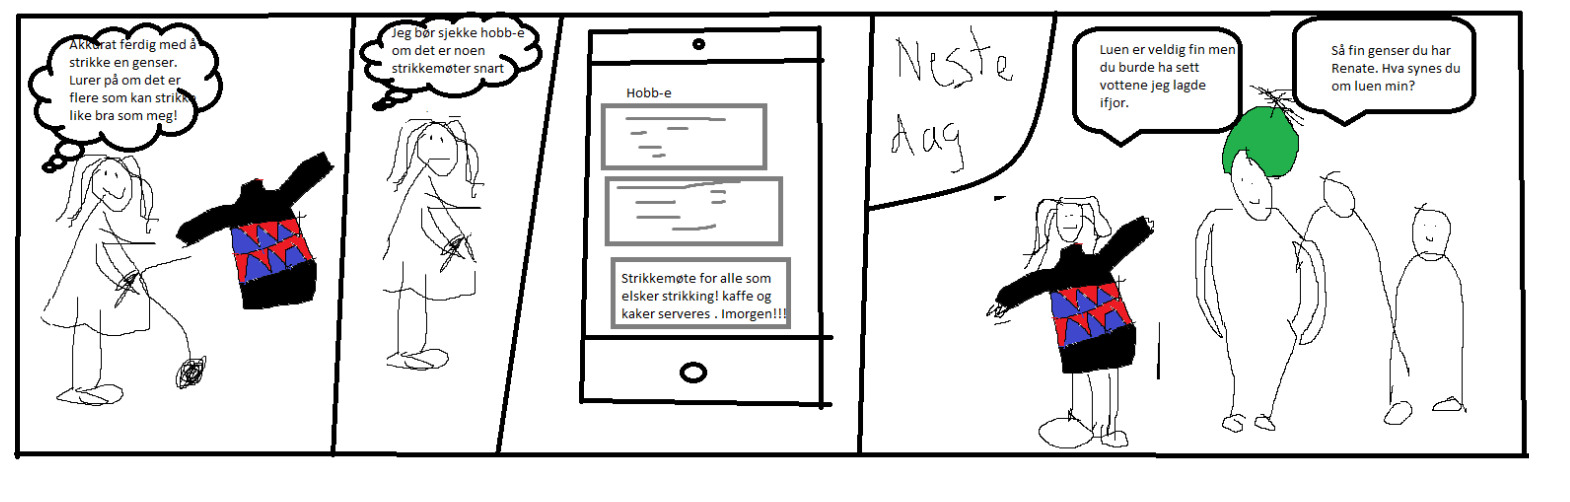 Akkurat ferdig med å
strikke en genser.
Lurer på om det er
flere som kan strikke
like bra som meg!
Jeg bør sjekke hobb-e
om det er noen
strikkemøter snart
Hobb-e
Strikkemøte for alle som
elsker strikking! kaffe og
kaker serveres . Imorgen!!!
Neste
dag
Luen er veldig fin men
du burde ha sett
vottene jeg lagde
ifjor.
Så fin genser du har
Renate. Hva synes du
om luen min?